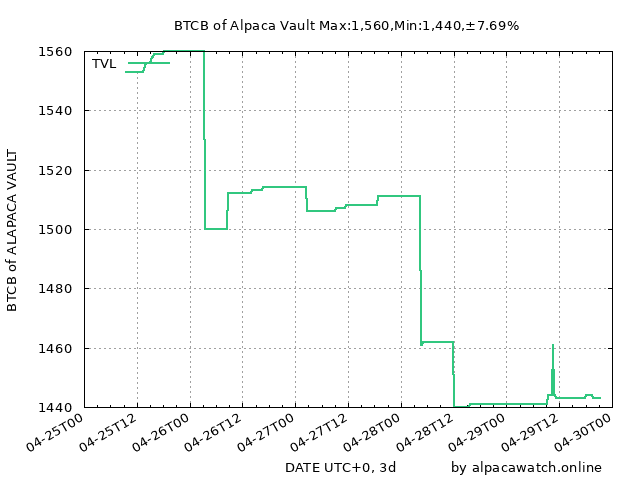 BTCB of Alpaca Vault Max:1,560,Min:1,440,±7.69%
TVL
BTCB of ALAPACA VAULT
1560
1540
1520
1500
1480
1460
1440
04-25T00
04-25T12
04-26T00
04-26T12
04-27T00
04-27T12
04-28T00
04-28T12
04-29T00
04-29T12
04-30T00
DATE UTC+0, 3d
by alpacawatch.online